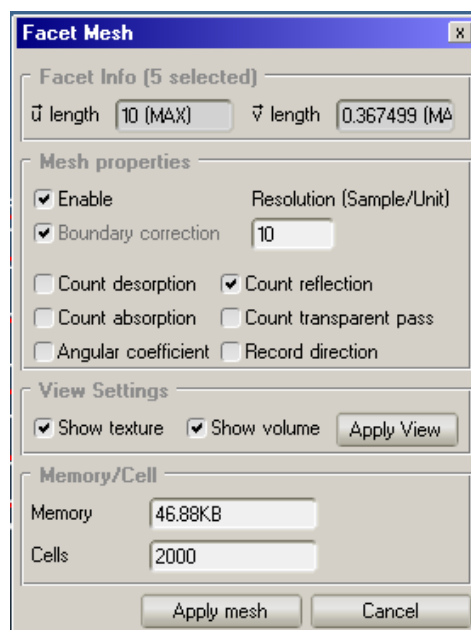 Facet Mesh
Facet Info (5 selected)
u length 10 (MAX) v length 0.367499 (MA
Mesh properties
Enable Resolution (Sample/Unit)
Boundary correction 10
Count desorption Count reflection
Count absorption Count transparent pass
Angular coefficient Record direction
View Settings
Show texture Show volume Apply View
Memory/Cell
Memory 46.88KB
Cells 2000
Apply mesh Cancel